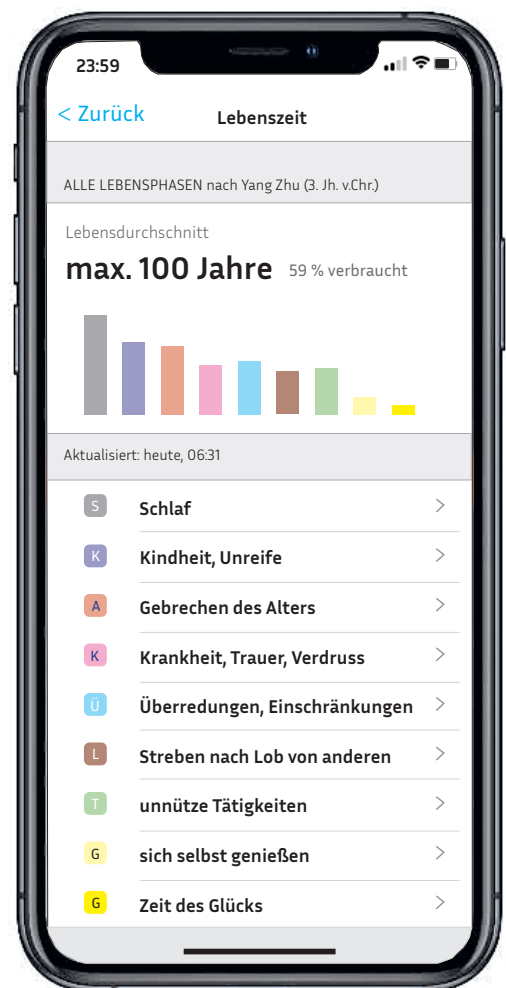 23:59
< Zurück
Lebenszeit
ALLE LEBENSPHASEN nach Yang Zhu (3. Jh. v.Chr.)
Lebensdurchschnitt
max. 100 Jahre 59 % verbraucht
Aktualisiert: heute, 06:31
S Schlaf
K Kindheit, Unreife
A Gebrechen des Alters
K Krankheit, Trauer, Verdruss
Ü Überredungen, Einschränkungen
L Streben nach Lob von anderen
T unnütze Tätigkeiten
G sich selbst genießen
G Zeit des Glücks